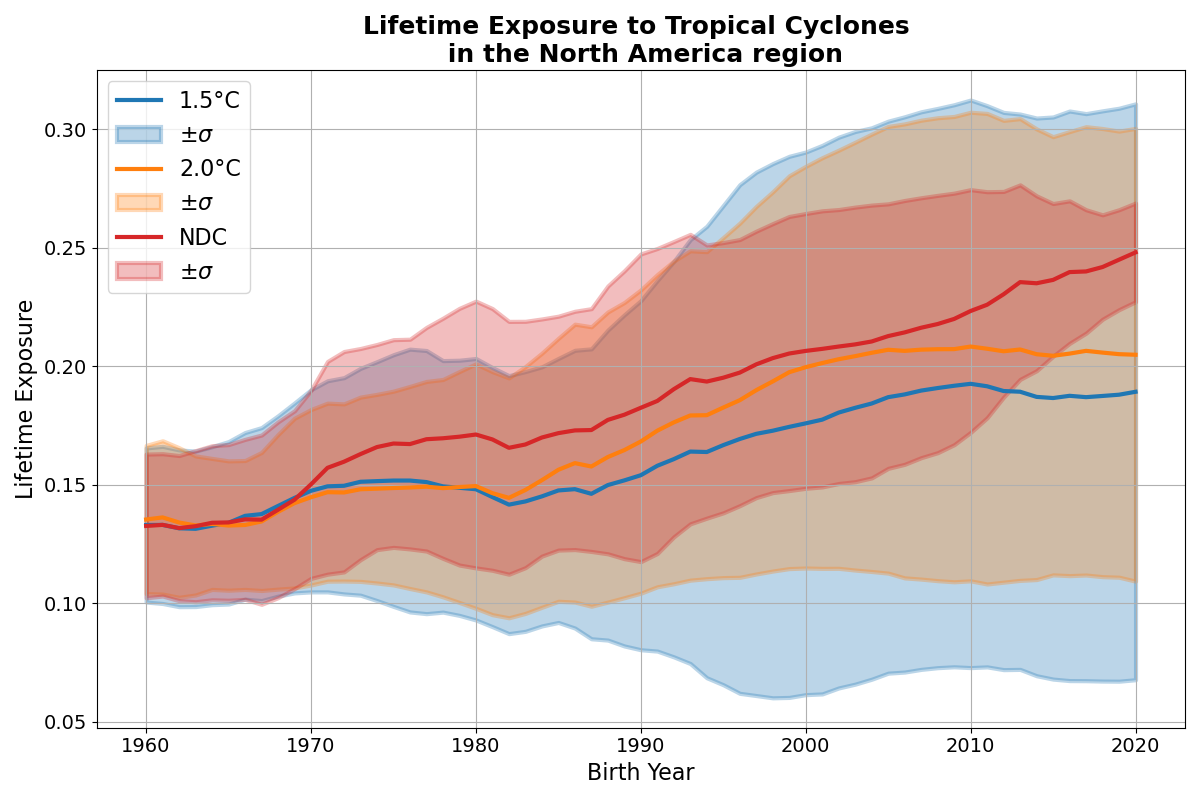 Lifetime Exposure to Tropical Cyclones
in the North America region
1.5°C
±σ
2.0°C
±σ
NDC
±σ
Lifetime Exposure
0.30
0.25
0.20
0.15
0.10
0.05
1960 1970 1980 1990 2000 2010 2020
Birth Year